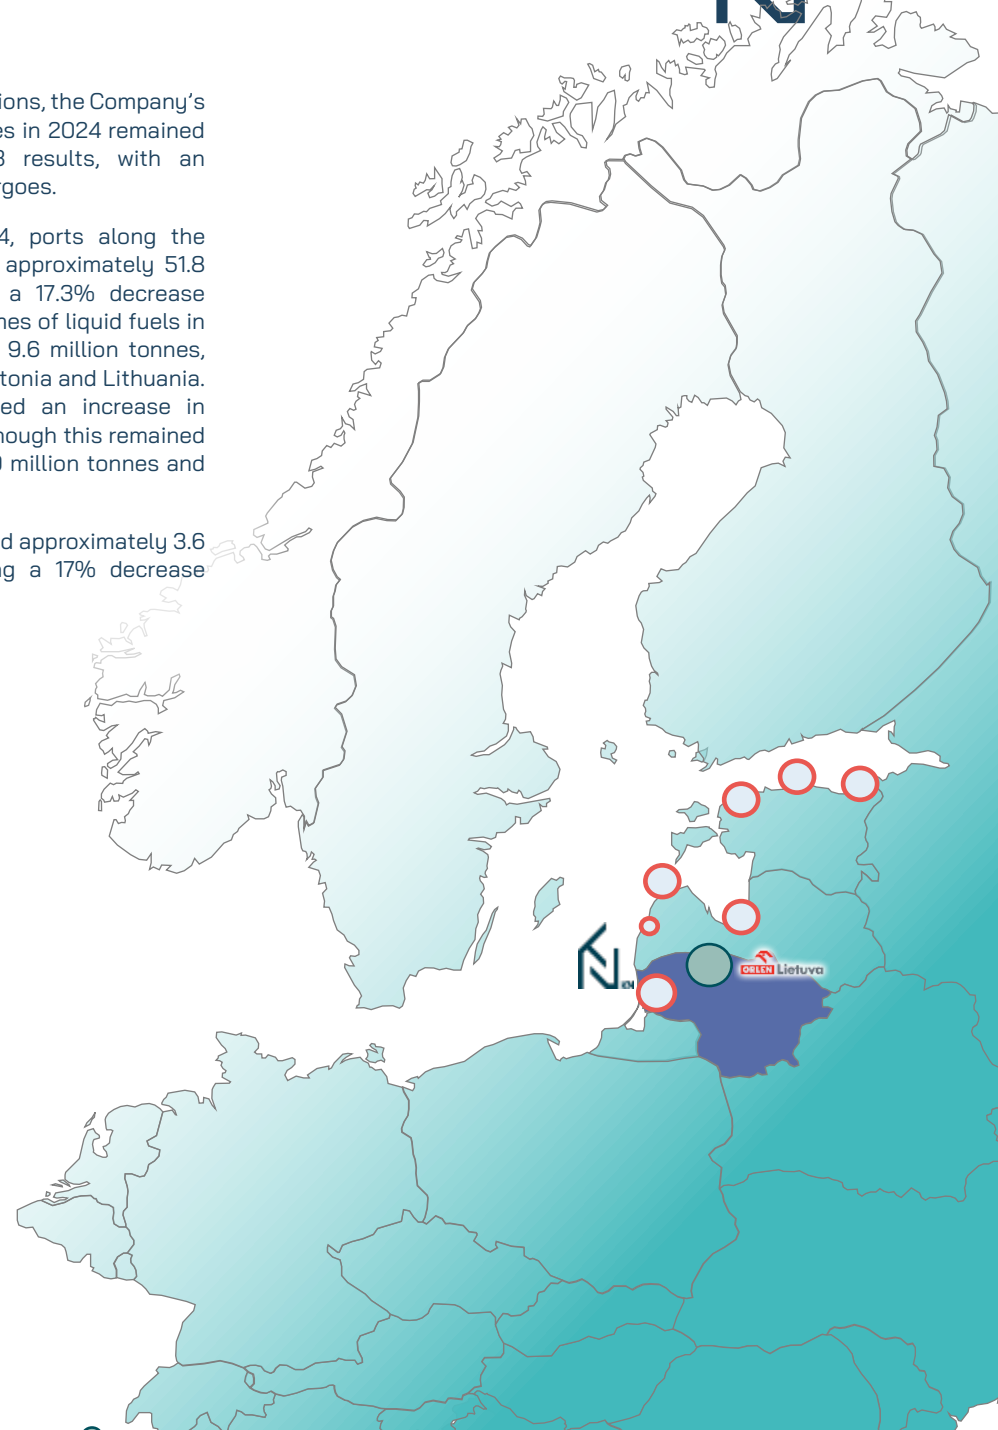 ions, the Company's
es in 2024 remained
3 results, with an
rgoes.
4, ports along the
approximately 51.8
a 17.3% decrease
nes of liquid fuels in
9.6 million tonnes,
tonia and Lithuania.
ed an increase in
hough this remained
0 million tonnes and
d approximately 3.6
ng a 17% decrease
ORLEN Lietuva